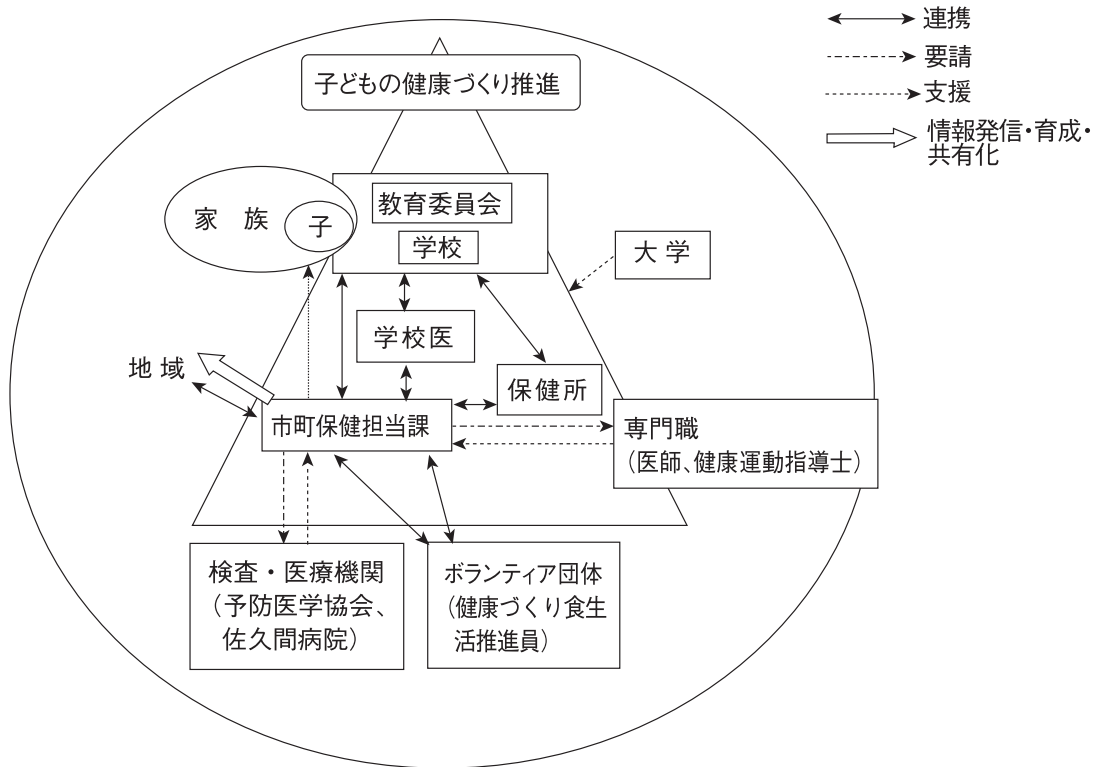 連携
要請
支援
情報発信・育成・
共有化
子どもの健康づくり推進
教育委員会
学校
家 族
子
大 学
学校医
地 域
保健所
市町保健担当課
専門職
（医師、健康運動指導士）
検査・医療機関
（予防医学協会、
佐久間病院）
ボランティア団体
（健康づくり食生
活推進員）